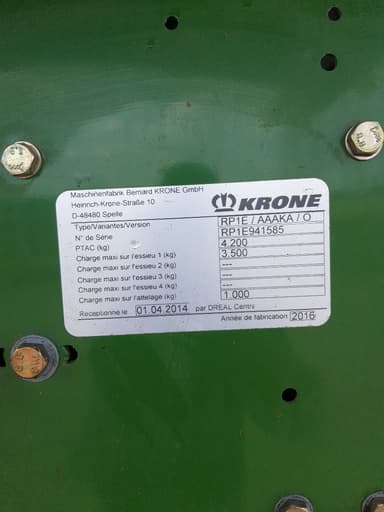 Maschinenfabrik Bernard KRONE GmbH
Heinrich-Krone-Straße 10
D-48480 Spelle
KRONE
Type/Variantes/Version RP1E / AAAKA / O
N° de Série RP1E941585
PTAC (kg) 4.200
Charge maxi sur l'essieu 1 (kg) 3.500
Charge maxi sur l'essieu 2 (kg) ---
Charge maxi sur l'essieu 3 (kg) ---
Charge maxi sur l'essieu 4 (kg) ---
Charge maxi sur l'attelage (kg) 1.000
Receptionné le 01.04.2014 par DREAL Centre Année de fabrication 2016